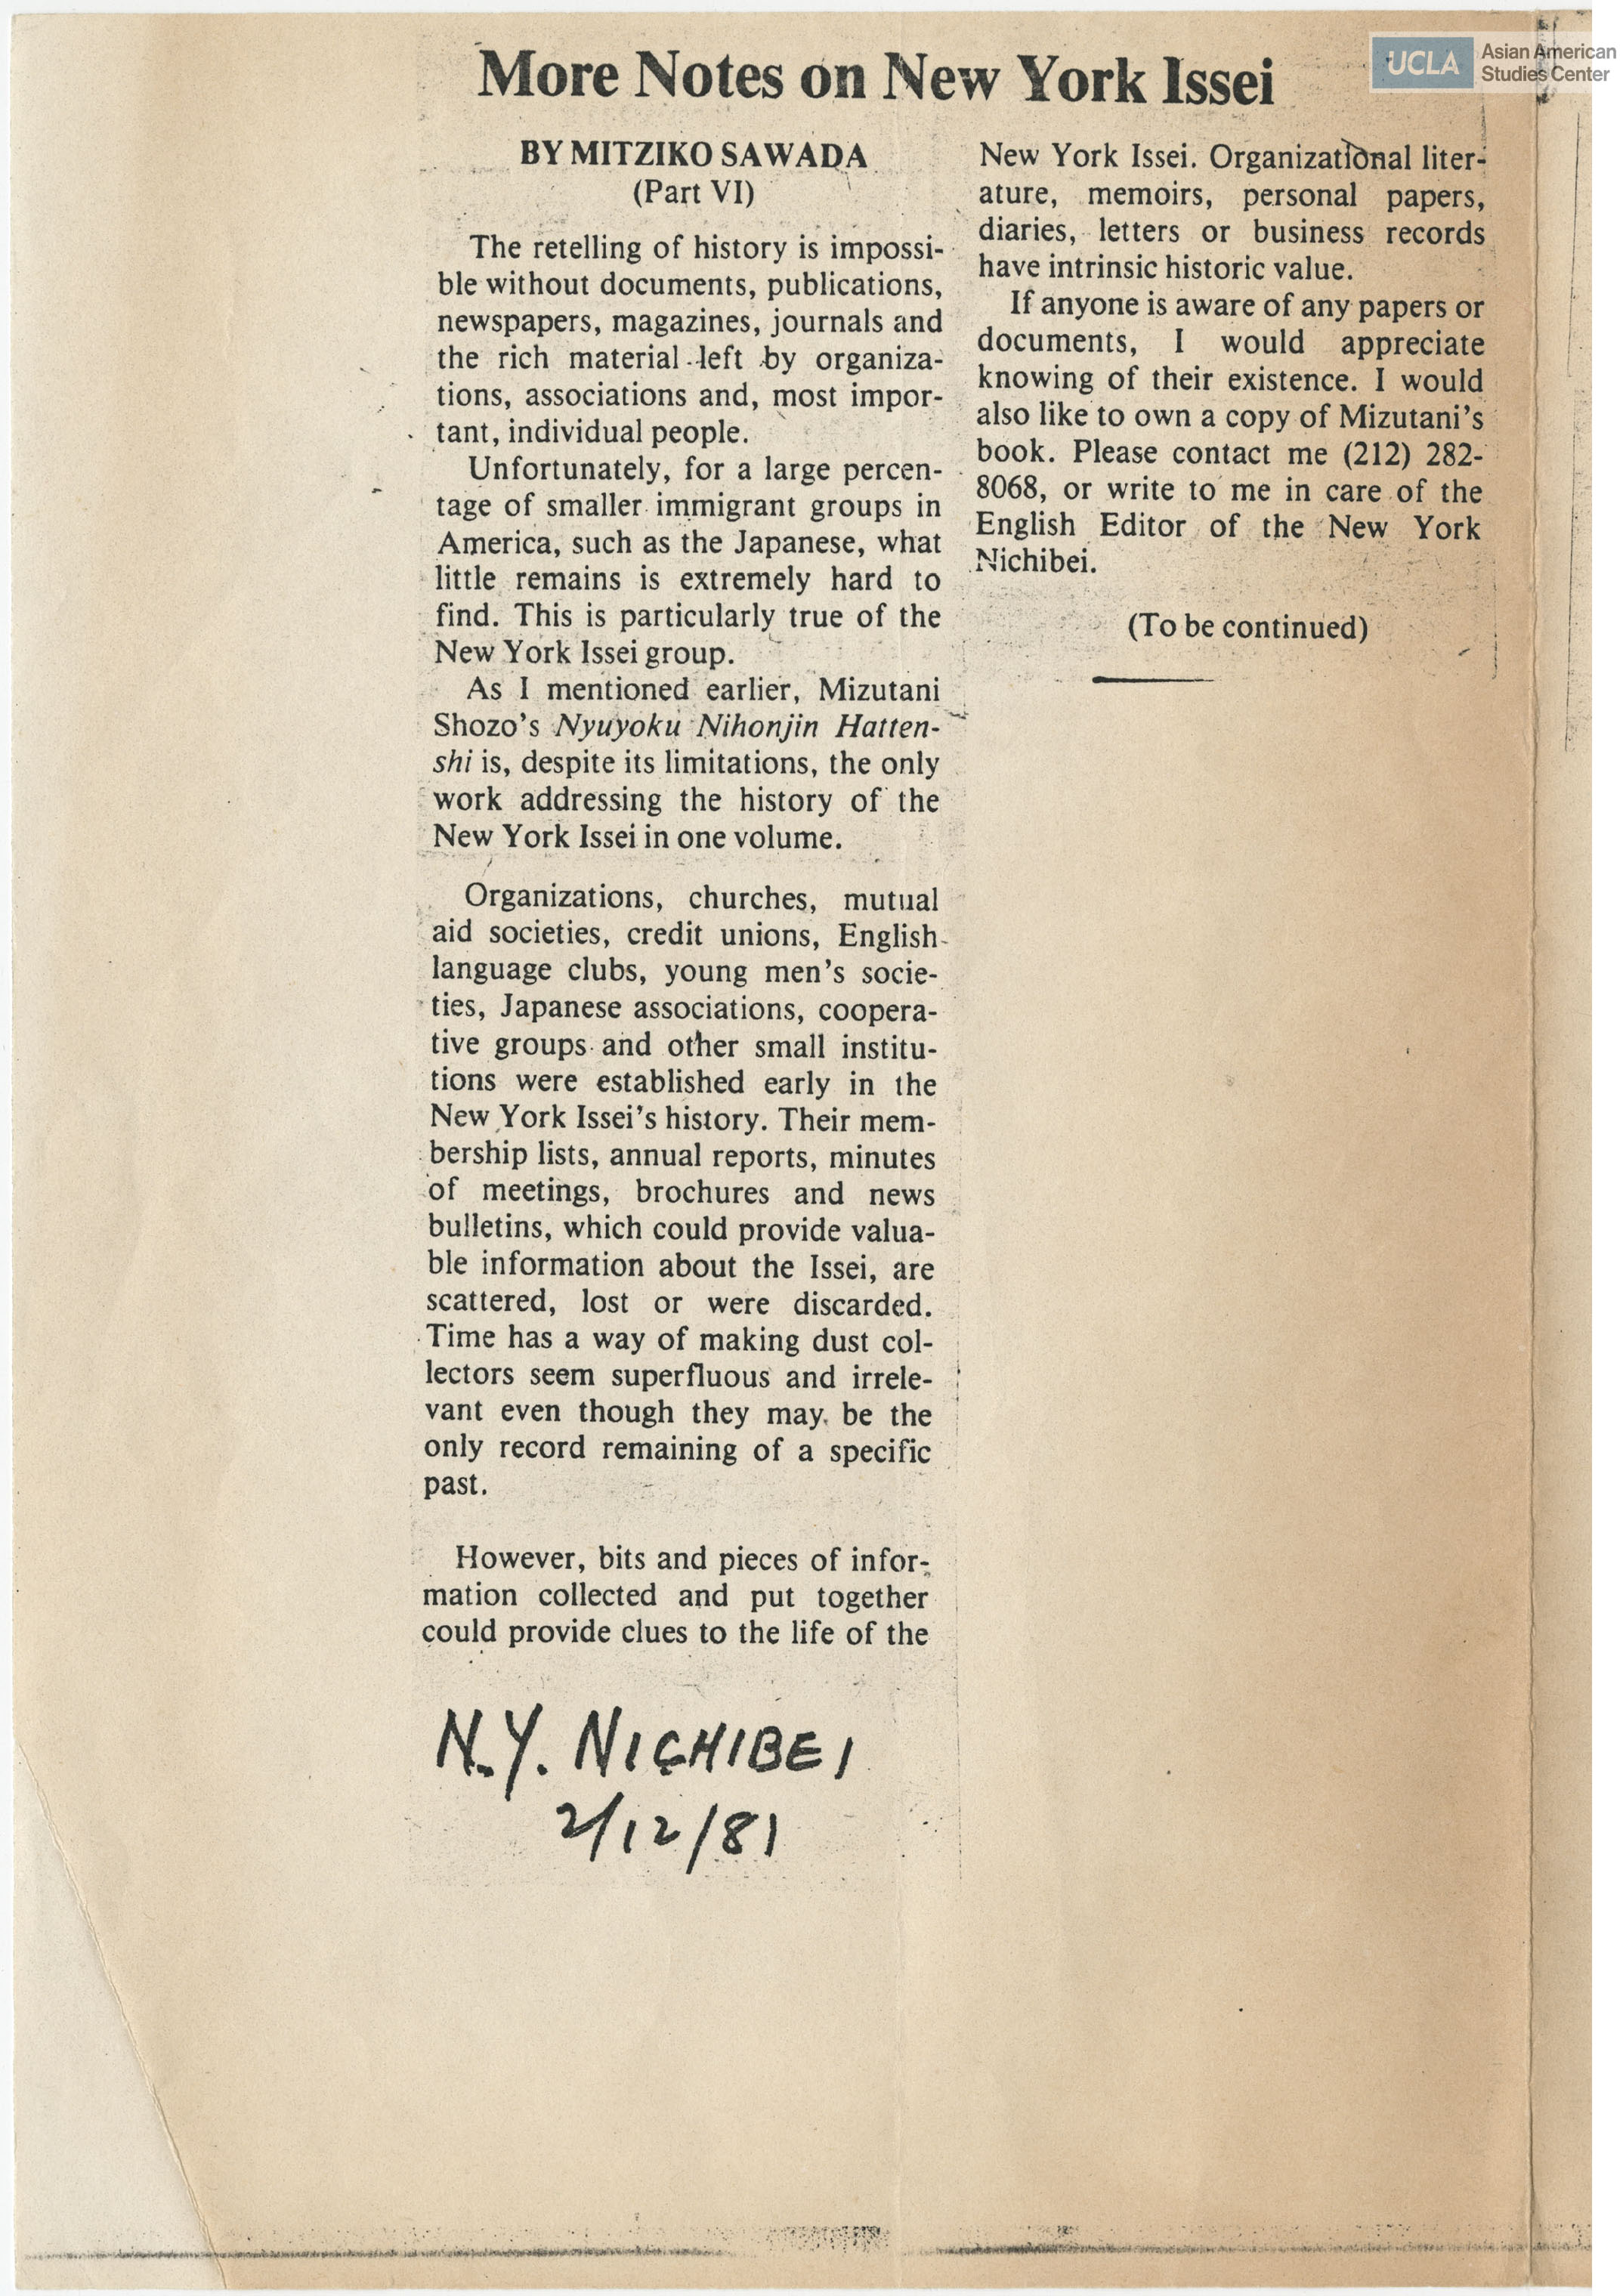 More Notes on New York Issei
UCLA
Asian American
Studies Center
BY MITZIKO SAWADA
(Part VI)
The retelling of history is impossi-
ble without documents, publications,
newspapers, magazines, journals and
the rich material left by organiza-
tions, associations and, most impor-
tant, individual people.
Unfortunately, for a large percen-
tage of smaller immigrant groups in
America, such as the Japanese, what
little remains is extremely hard to
find. This is particularly true of the
New York Issei group.
As I mentioned earlier, Mizutani
Shozo's Nyuyoku Nihonjin Hatten-
shi is, despite its limitations, the only
work addressing the history of the
New York Issei in one volume.
Organizations, churches, mutual
aid societies, credit unions, English
language clubs, young men's socie-
ties, Japanese associations, coopera-
tive groups and other small institu-
tions were established early in the
New York Issei's history. Their mem-
bership lists, annual reports, minutes
of meetings, brochures and news
bulletins, which could provide valua-
ble information about the Issei, are
scattered, lost or were discarded.
Time has a way of making dust col-
lectors seem superfluous and irrele-
vant even though they may be the
only record remaining of a specific
past.
However, bits and pieces of infor-
mation collected and put together
could provide clues to the life of the
New York Issei. Organizational liter-
ature, memoirs, personal papers,
diaries, letters or business records
have intrinsic historic value.
If anyone is aware of any papers or
documents, I would appreciate
knowing of their existence. I would
also like to own a copy of Mizutani's
book. Please contact me (212) 282-
8068, or write to me in care of the
English Editor of the New York
Nichibei.
(To be continued)
N.Y. NICHIBEI
2/12/81